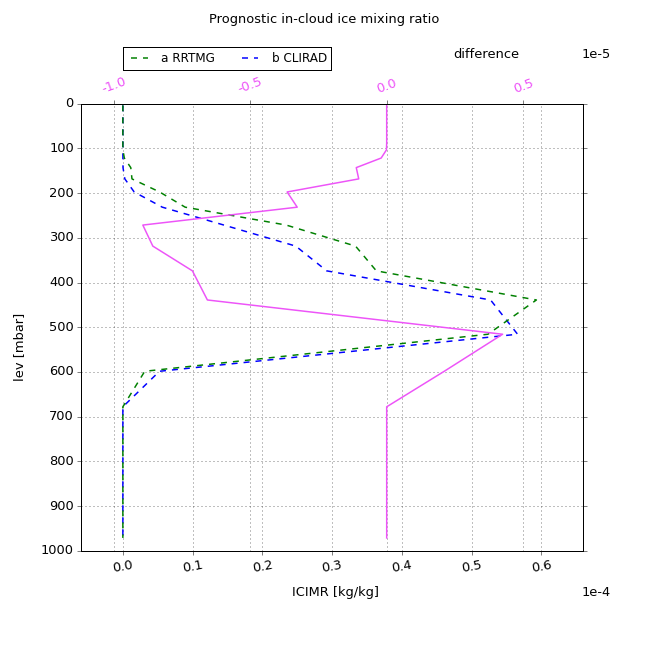 Prognostic in-cloud ice mixing ratio
a RRTMG b CLIRAD
difference 1e-5
-1.0 -0.5 0.0 0.5
0
100
200
300
400
500
600
700
800
900
1000
lev [mbar]
0.0 0.1 0.2 0.3 0.4 0.5 0.6
ICIMR [kg/kg] 1e-4